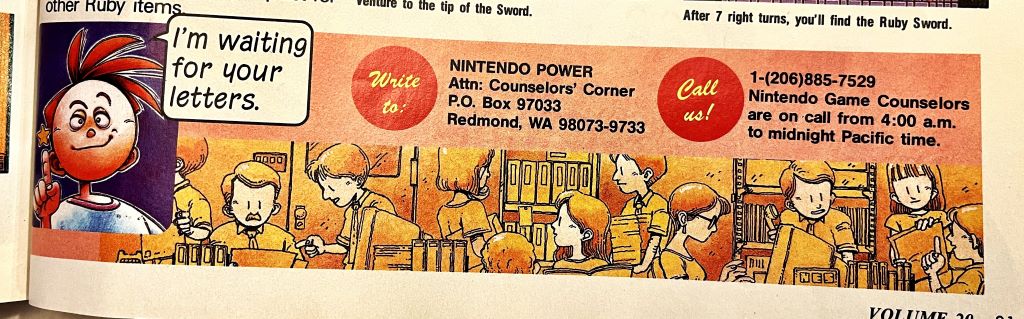 other Ruby items.
Venture to the tip of the Sword.
After 7 right turns, you'll find the Ruby Sword.
I'm waiting
for your
letters.
Write
to:
NINTENDO POWER
Attn: Counselors' Corner
P.O. Box 97033
Redmond, WA 98073-9733
Call
us!
1-(206)885-7529
Nintendo Game Counselors
are on call from 4:00 a.m.
to midnight Pacific time.
NES
VOLUME 20